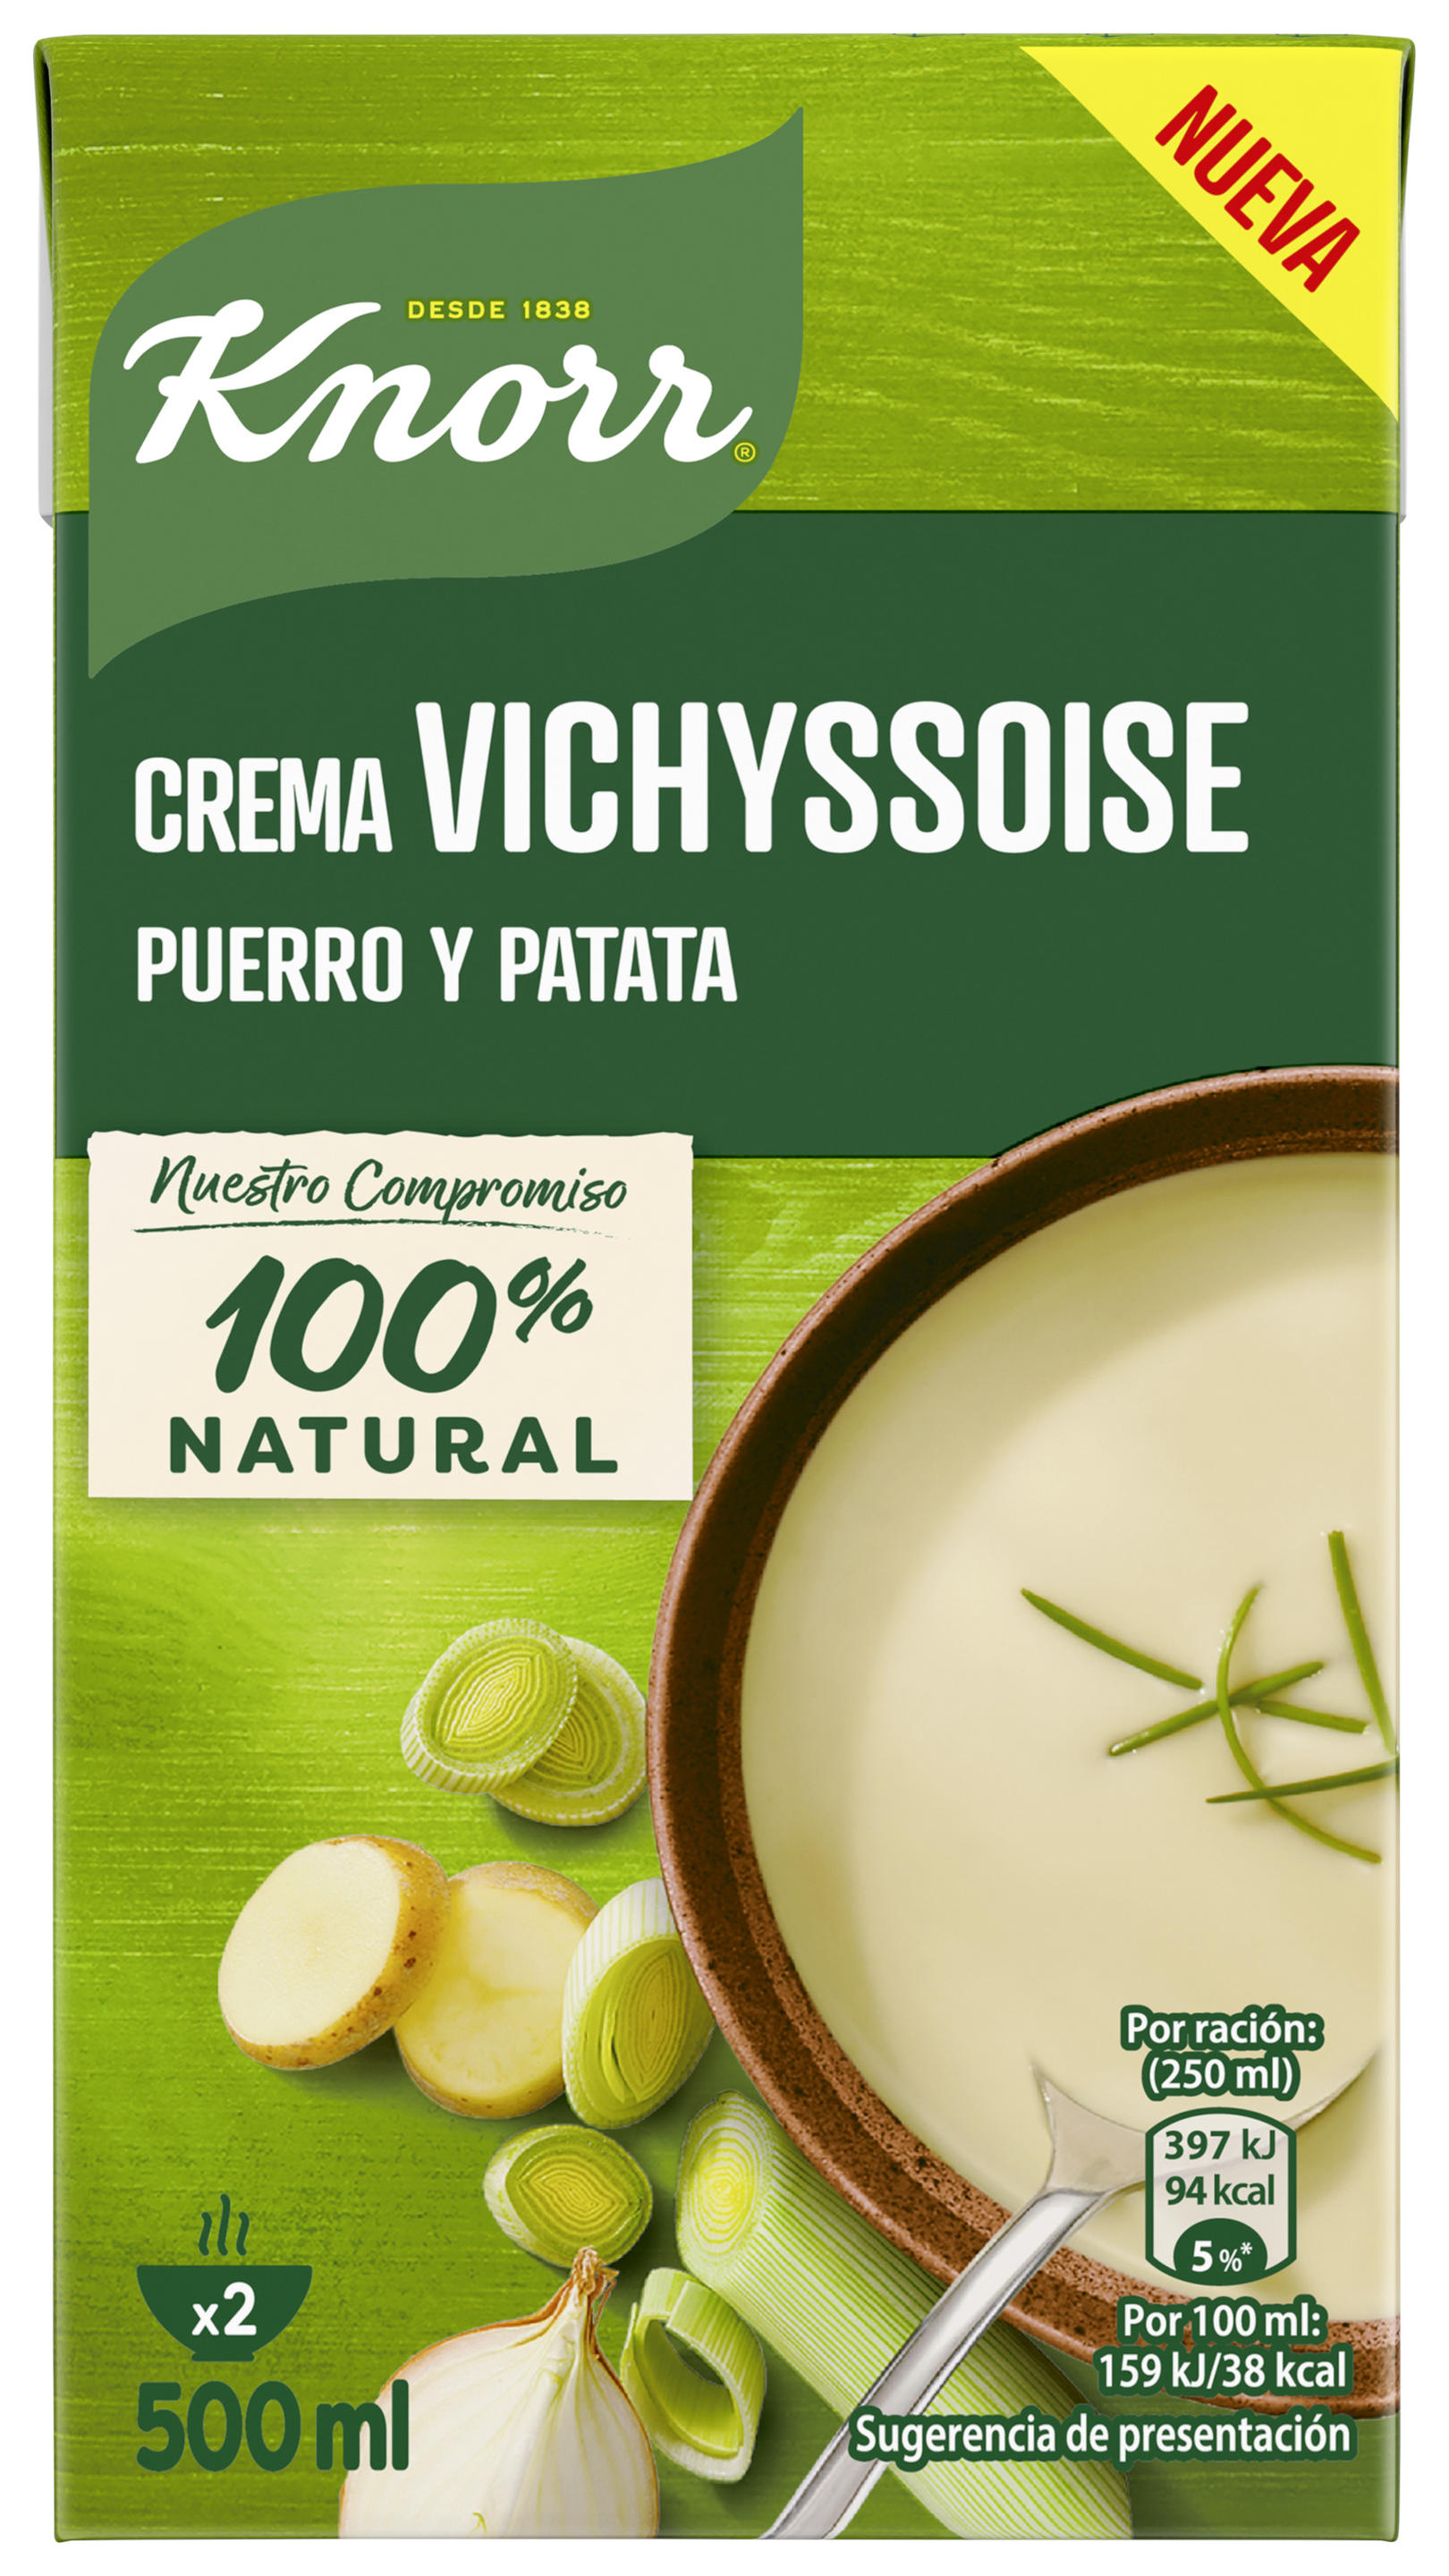 NUEVA
DESDE 1838
Knorr®
CREMA VICHYSSOISE
PUERRO Y PATATA
Nuestro Compromiso
100%
NATURAL
Por ración:
(250 ml)
397 kJ
94 kcal
5%*
Por 100 ml:
159 kJ/38 kcal
Sugerencia de presentación
x2
500 ml